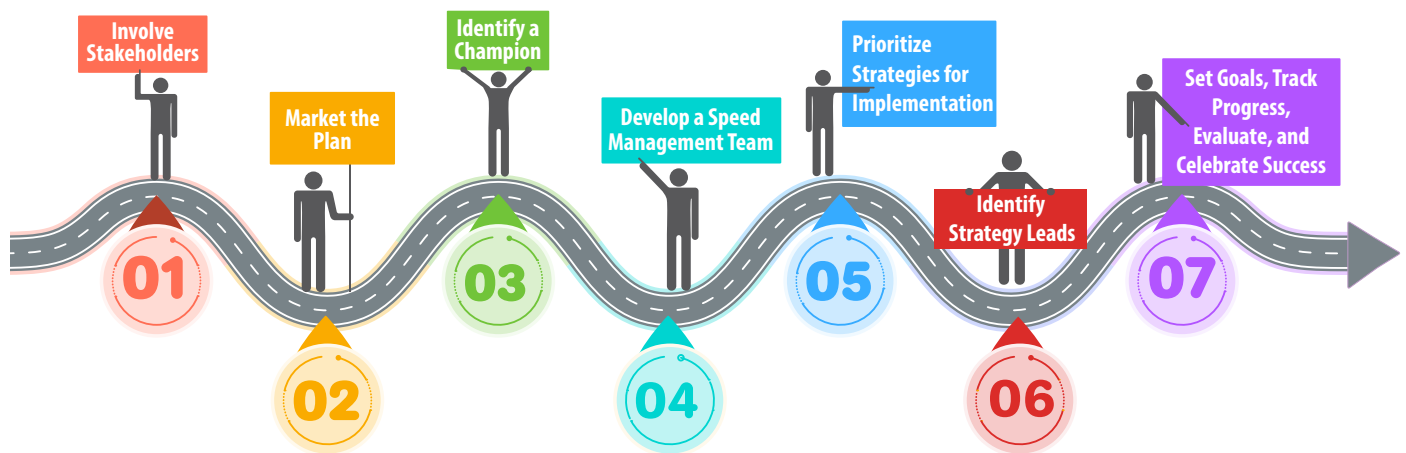 Involve
Stakeholders
01
Market the
Plan
02
Identify a
Champion
03
Develop a Speed
Management Team
04
Prioritize
Strategies for
Implementation
05
Identify
Strategy Leads
06
Set Goals, Track
Progress,
Evaluate, and
Celebrate Success
07